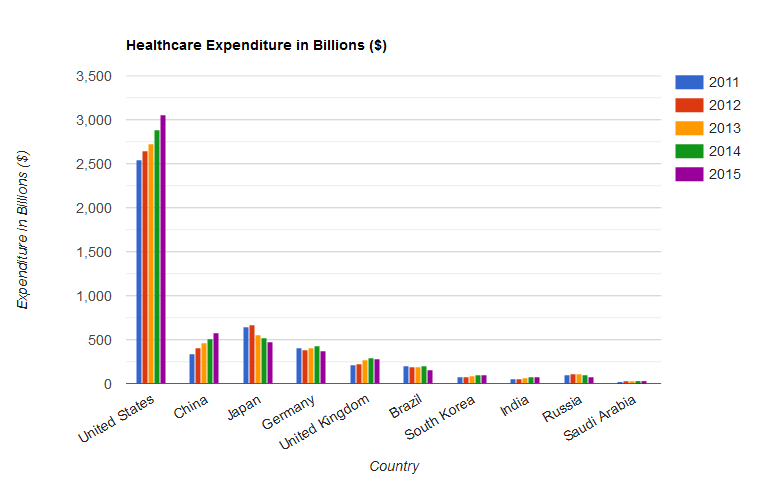 Healthcare Expenditure in Billions ($)
Expenditure in Billions ($)
3,500
3,000
2,500
2,000
1,500
1,000
500
0
2011
2012
2013
2014
2015
United States
China
Japan
Germany
United Kingdom
Brazil
South Korea
India
Russia
Saudi Arabia
Country